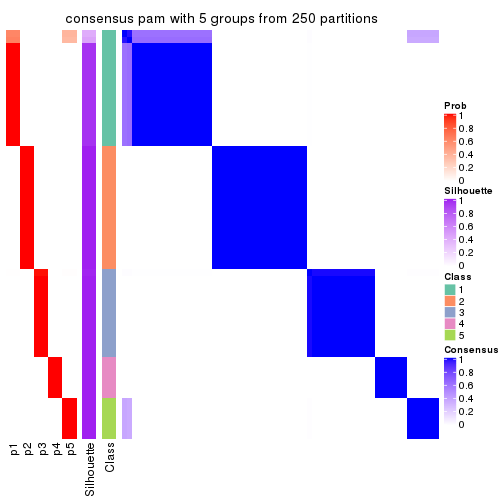 consensus pam with 5 groups from 250 partitions
Prob
1
0.8
0.6
0.4
0.2
0
Silhouette
1
0.8
0.6
0.4
0.2
0
Class
1
2
3
4
5
Consensus
1
0.8
0.6
0.4
0.2
0
p1
p2
p3
p4
p5
Silhouette
Class